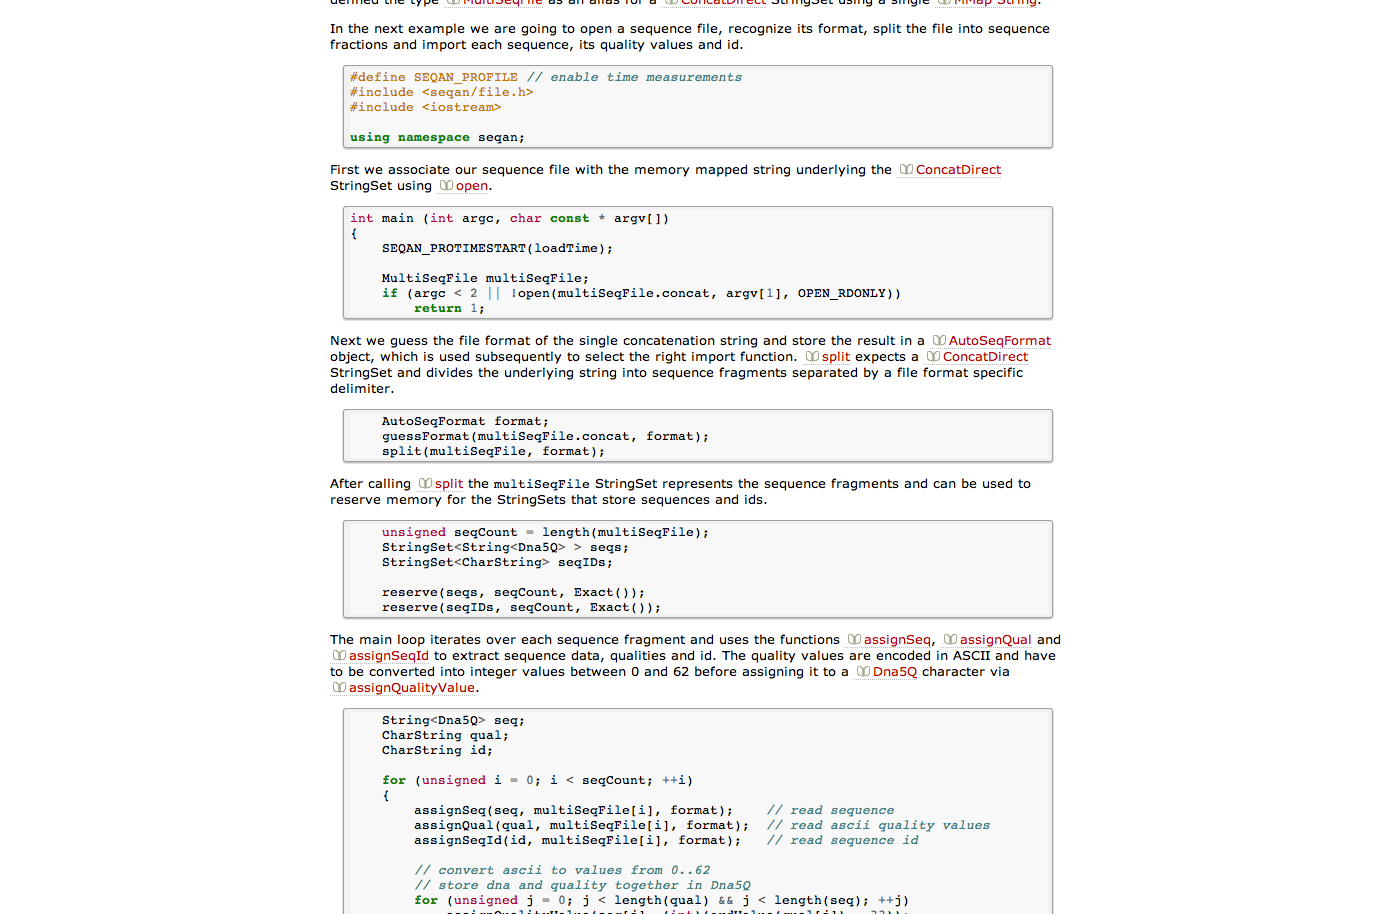 defined the type MultiSeqFile as an alias for a ConcatDirect StringSet using a single MMap String.
In the next example we are going to open a sequence file, recognize its format, split the file into sequence
fractions and import each sequence, its quality values and id.
#define SEQAN_PROFILE // enable time measurements
#include <seqan/file.h>
#include <iostream>
using namespace seqan;
First we associate our sequence file with the memory mapped string underlying the ConcatDirect
StringSet using open.
int main (int argc, char const * argv[])
{
SEQAN_PROTIMESTART(loadTime);
MultiSeqFile multiSeqFile;
if (argc < 2 || !open(multiSeqFile.concat, argv[1], OPEN_RDONLY))
return 1;
Next we guess the file format of the single concatenation string and store the result in a AutoSeqFormat
object, which is used subsequently to select the right import function. split expects a ConcatDirect
StringSet and divides the underlying string into sequence fragments separated by a file format specific
delimiter.
AutoSeqFormat format;
guessFormat(multiSeqFile.concat, format);
split(multiSeqFile, format);
After calling split the multiSeqFile StringSet represents the sequence fragments and can be used to
reserve memory for the StringSets that store sequences and ids.
unsigned seqCount = length(multiSeqFile);
StringSet<String<Dna5Q> > seqs;
StringSet<CharString> seqIDs;
reserve(seqs, seqCount, Exact());
reserve(seqIDs, seqCount, Exact());
The main loop iterates over each sequence fragment and uses the functions assignSeq, assignQual and
assignSeqId to extract sequence data, qualities and id. The quality values are encoded in ASCII and have
to be converted into integer values between 0 and 62 before assigning it to a Dna5Q character via
assignQualityValue.
String<Dna5Q> seq;
CharString qual;
CharString id;
for (unsigned i = 0; i < seqCount; ++i)
{
assignSeq(seq, multiSeqFile[i], format); // read sequence
assignQual(qual, multiSeqFile[i], format); // read ascii quality values
assignSeqId(id, multiSeqFile[i], format); // read sequence id
// convert ascii to values from 0..62
// store dna and quality together in Dna5Q
for (unsigned j = 0; j < length(qual) && j < length(seq); ++j)